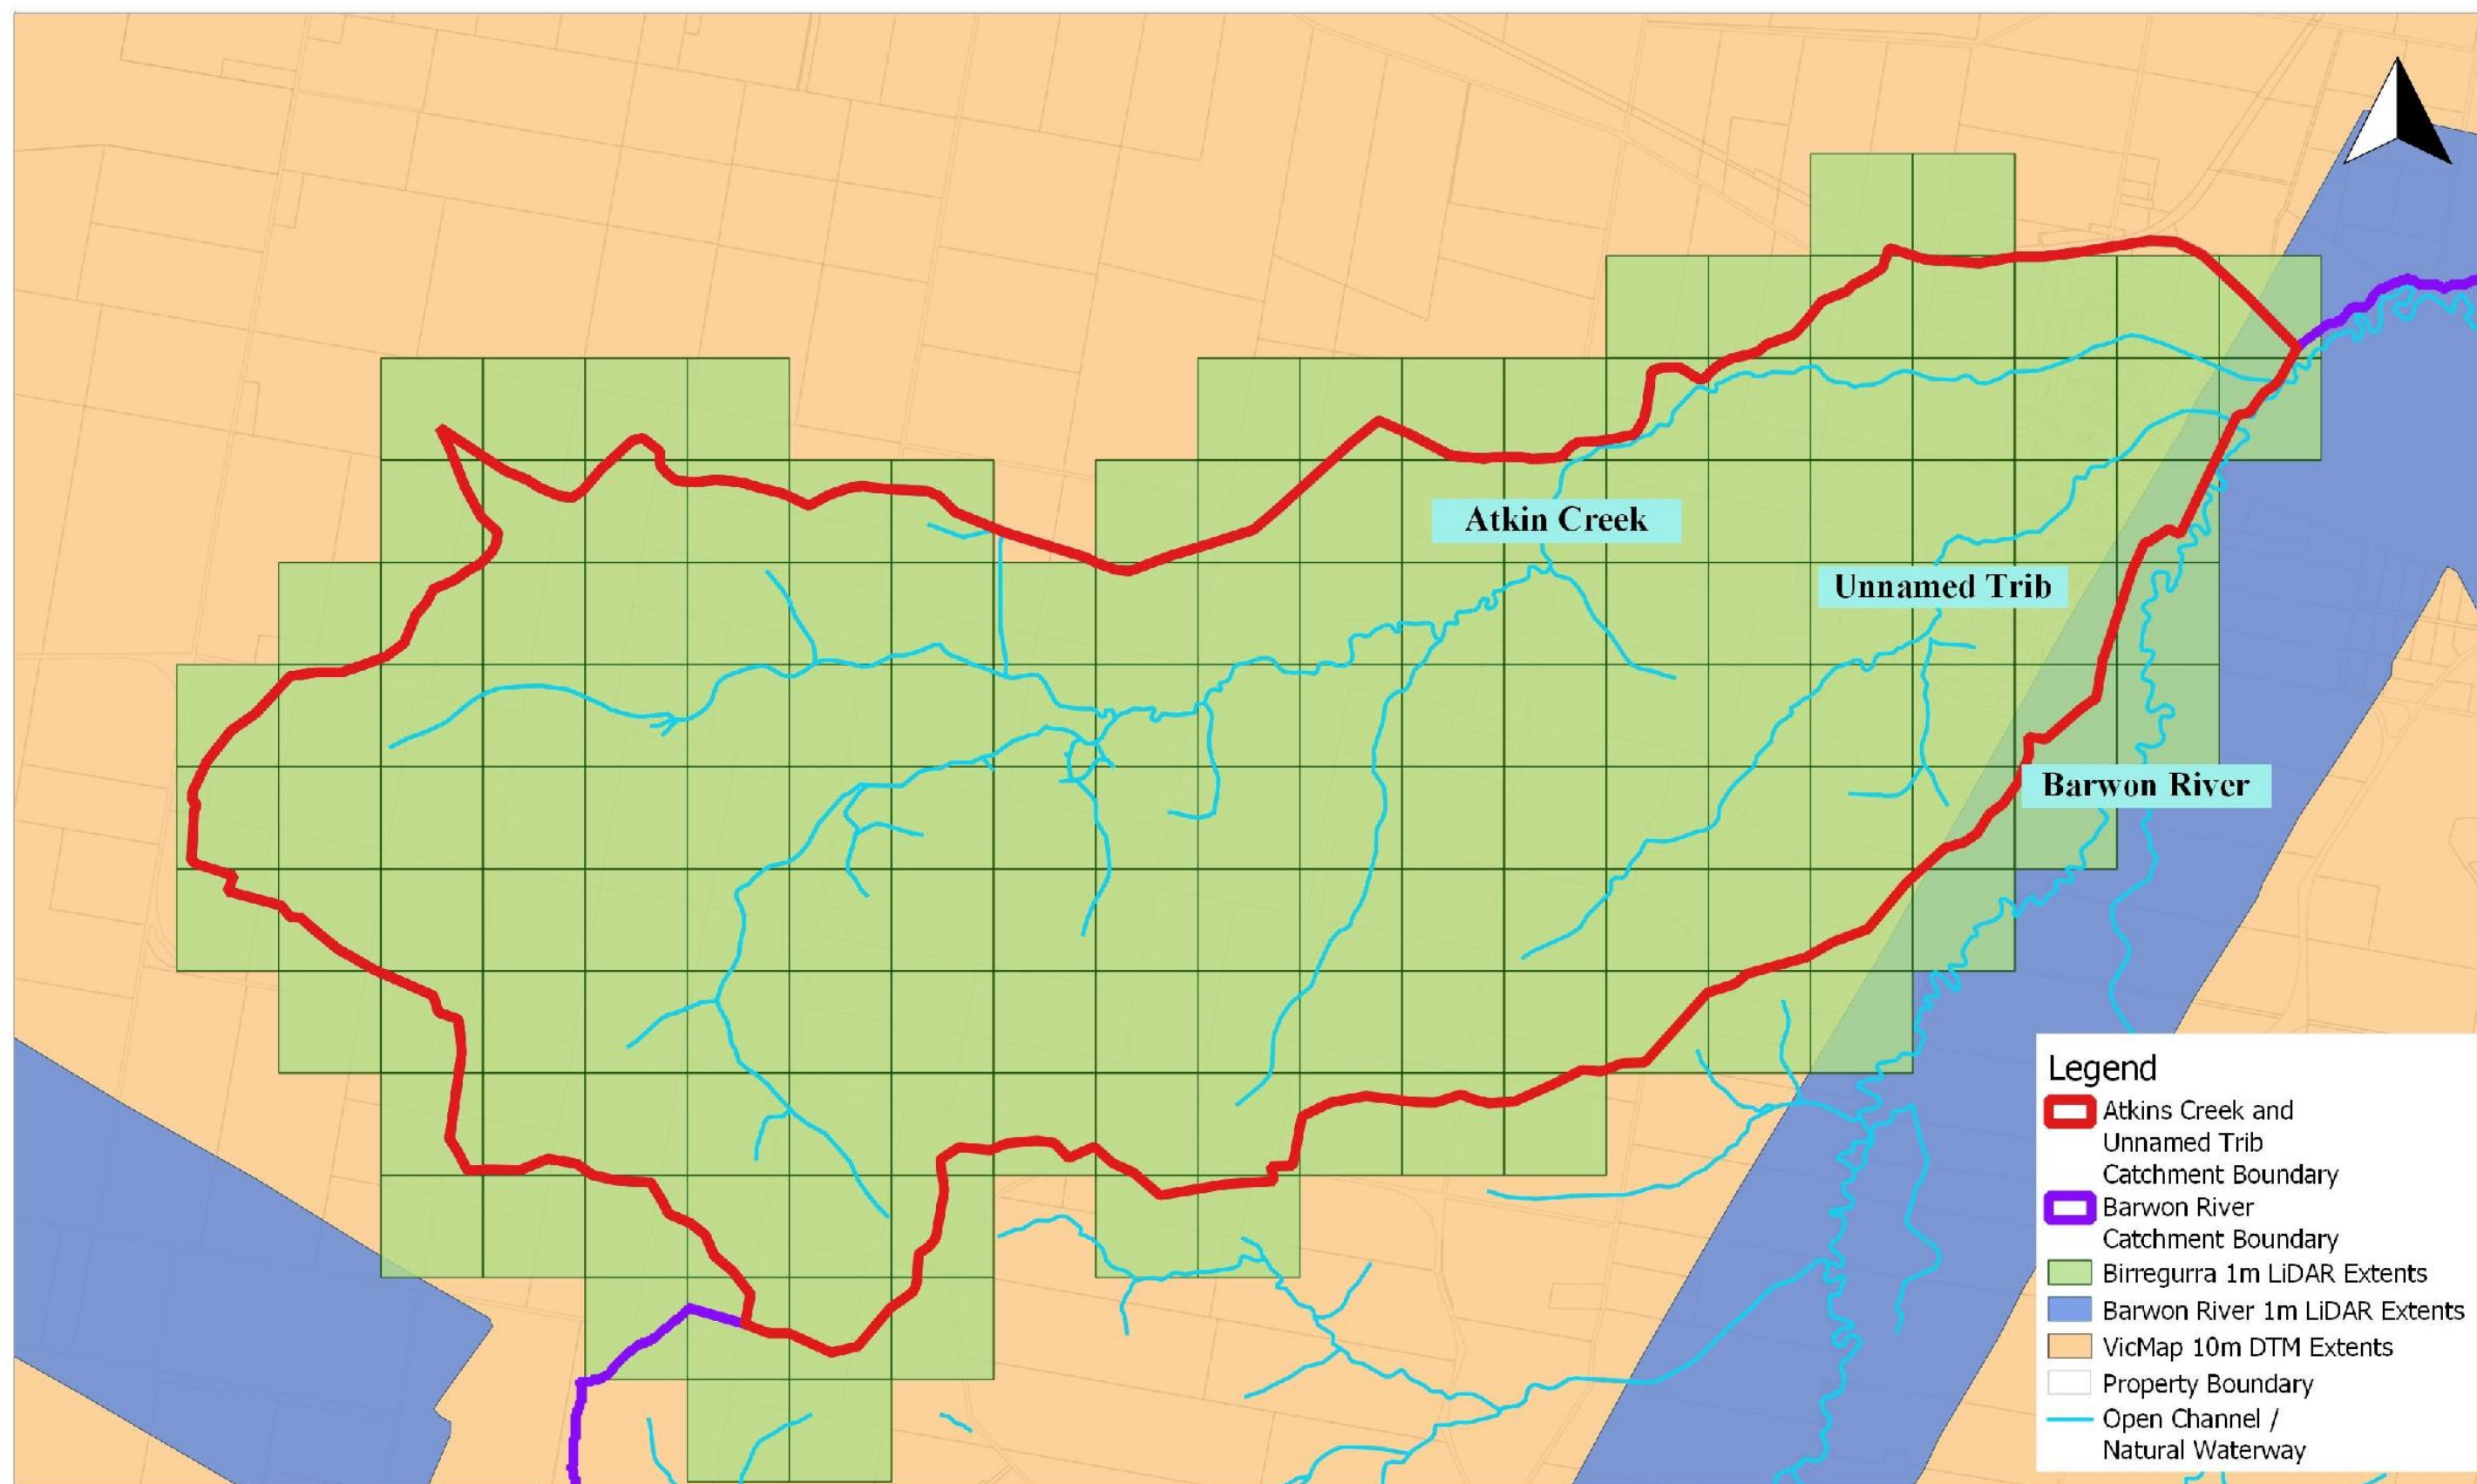 Atkin Creek
Unnamed Trib
Barwon River
Legend
Atkins Creek and
Unnamed Trib
Catchment Boundary
Barwon River
Catchment Boundary
Birregurra 1m LiDAR Extents
Barwon River 1m LiDAR Extents
VicMap 10m DTM Extents
Property Boundary
Open Channel /
Natural Waterway